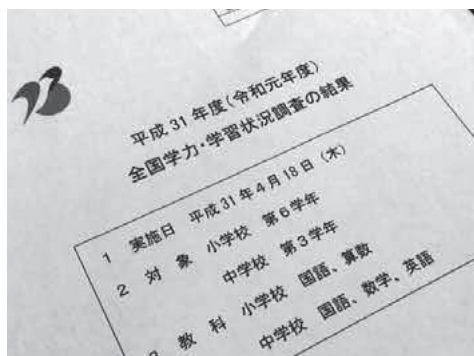 平成31年度(令和元年度)
全国学力・学習状況調査の結果
1 実施日 平成31年4月18日(木)
2 対 象 小学校 第6学年
中学校 第3学年
教 科 小学校 国語、算数
中学校 国語、数学、英語